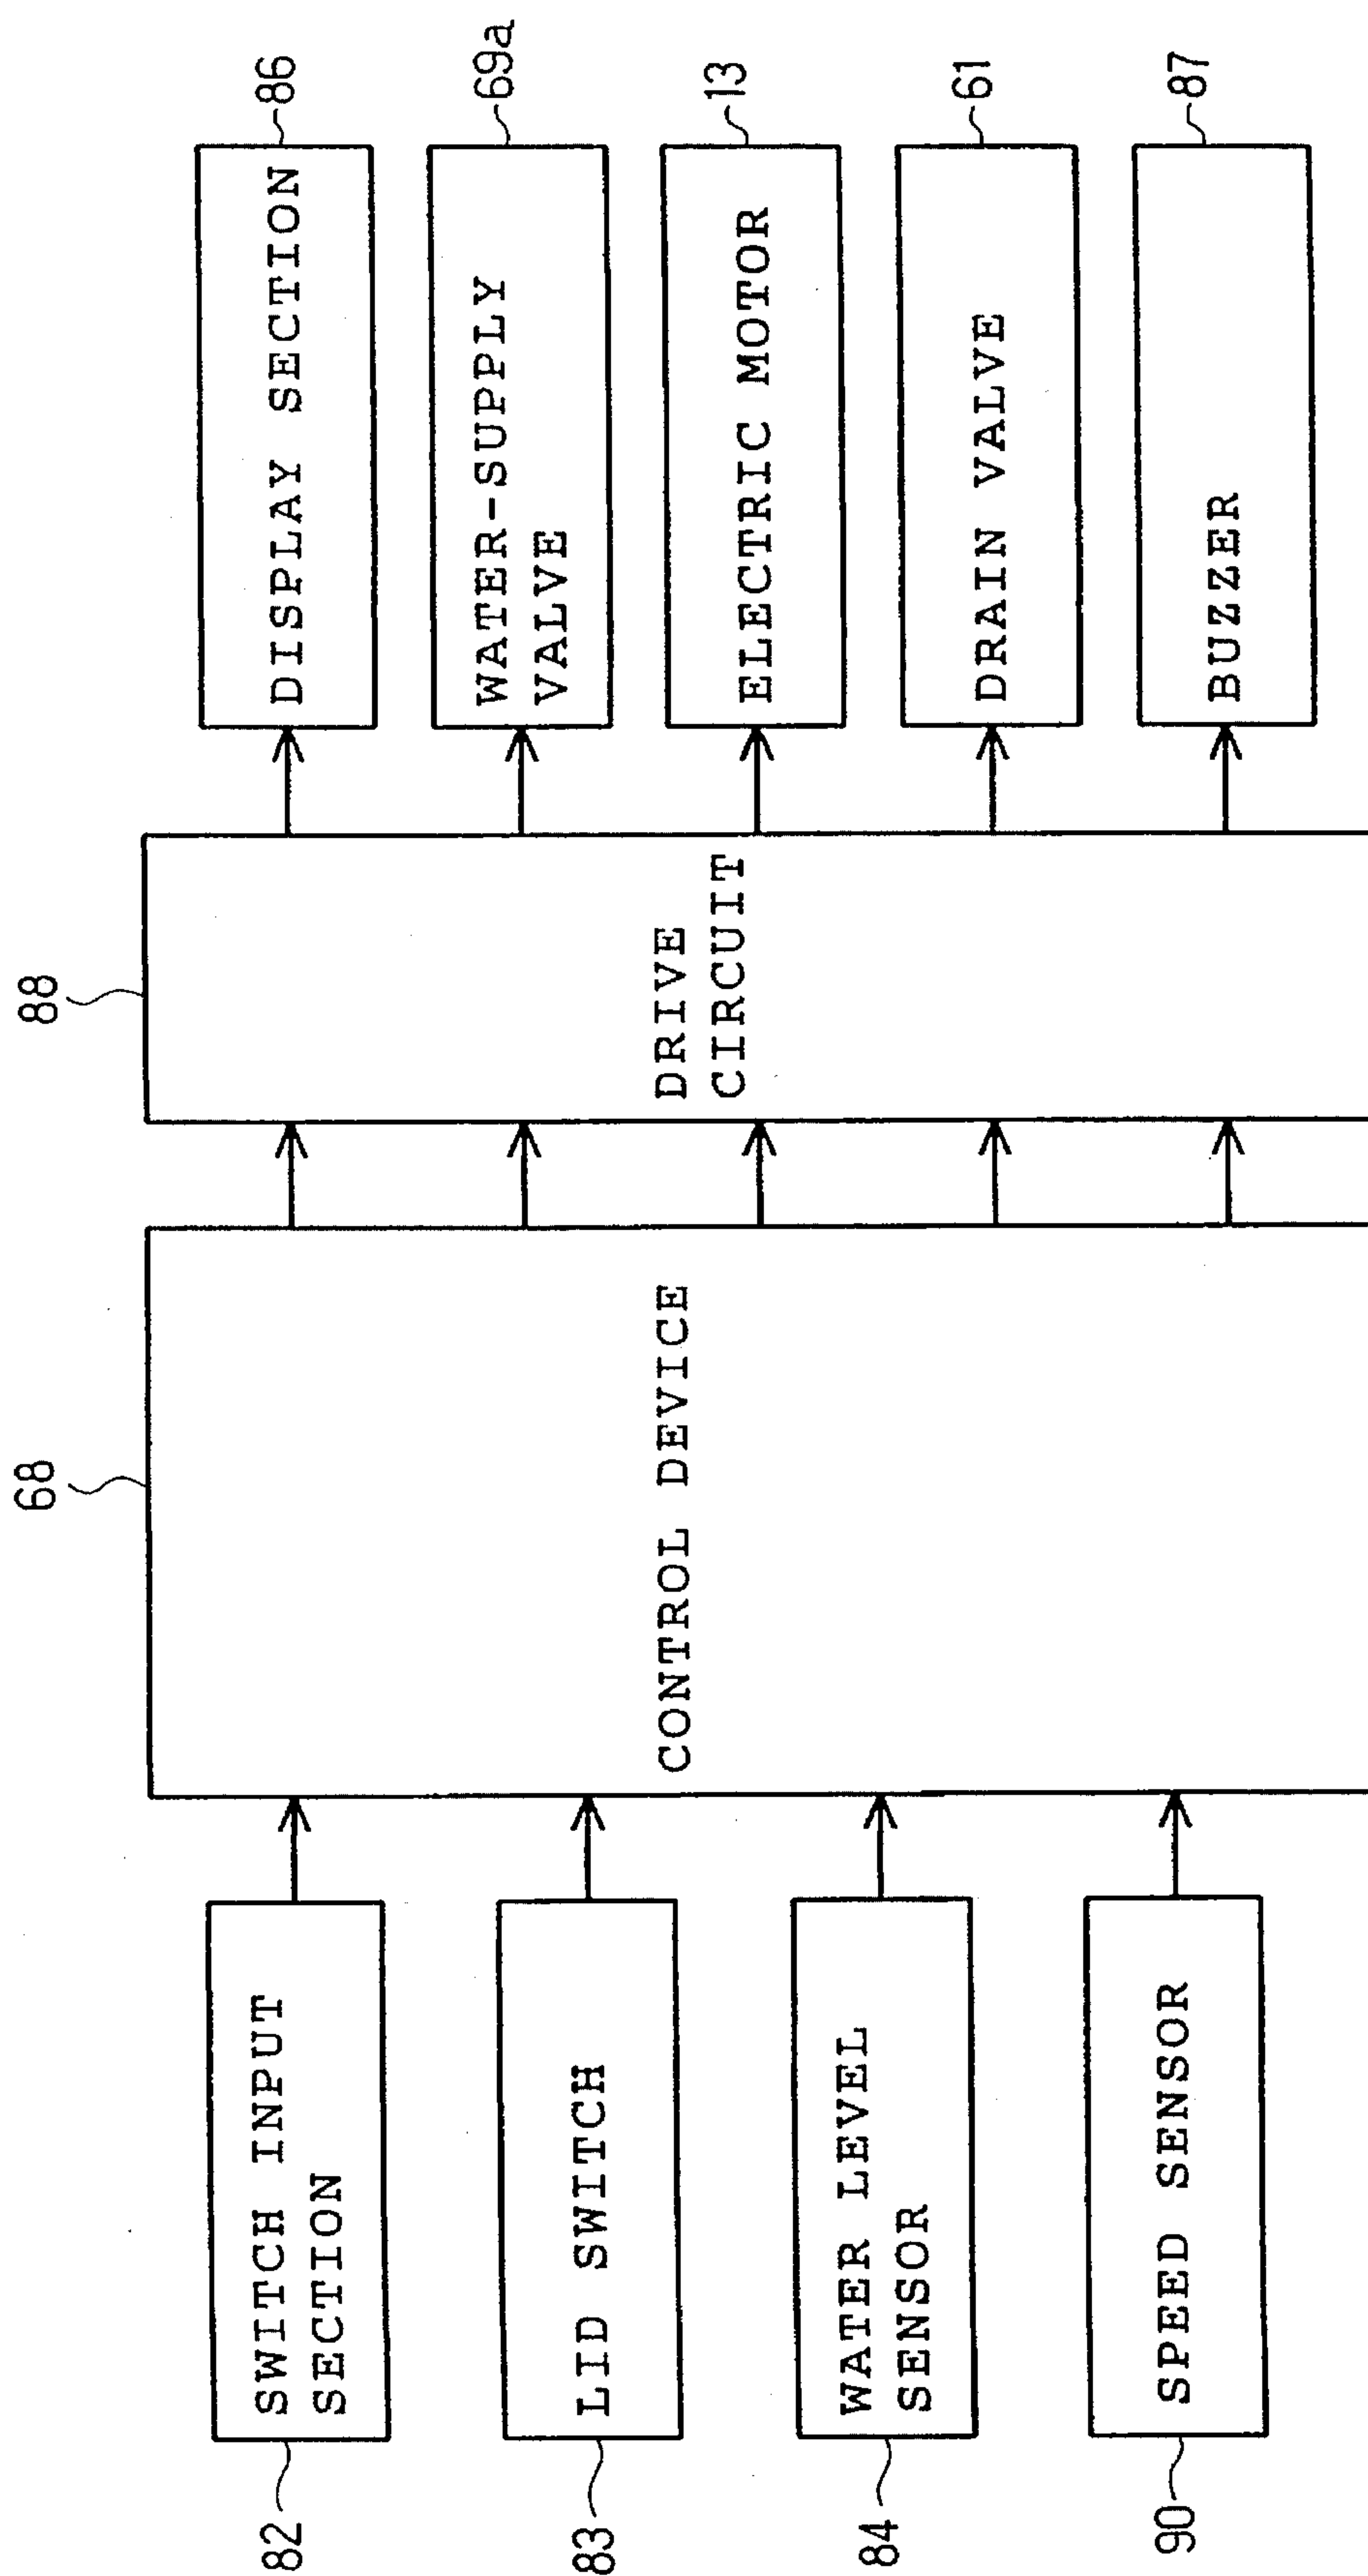 82
SWITCH INPUT
SECTION
83
LID SWITCH
84
WATER LEVEL
SENSOR
90
SPEED SENSOR
68
CONTROL DEVICE
88
DRIVE
CIRCUIT
DISPLAY SECTION
86
WATER-SUPPLY
VALVE
69a
ELECTRIC MOTOR
13
DRAIN VALVE
61
BUZZER
87